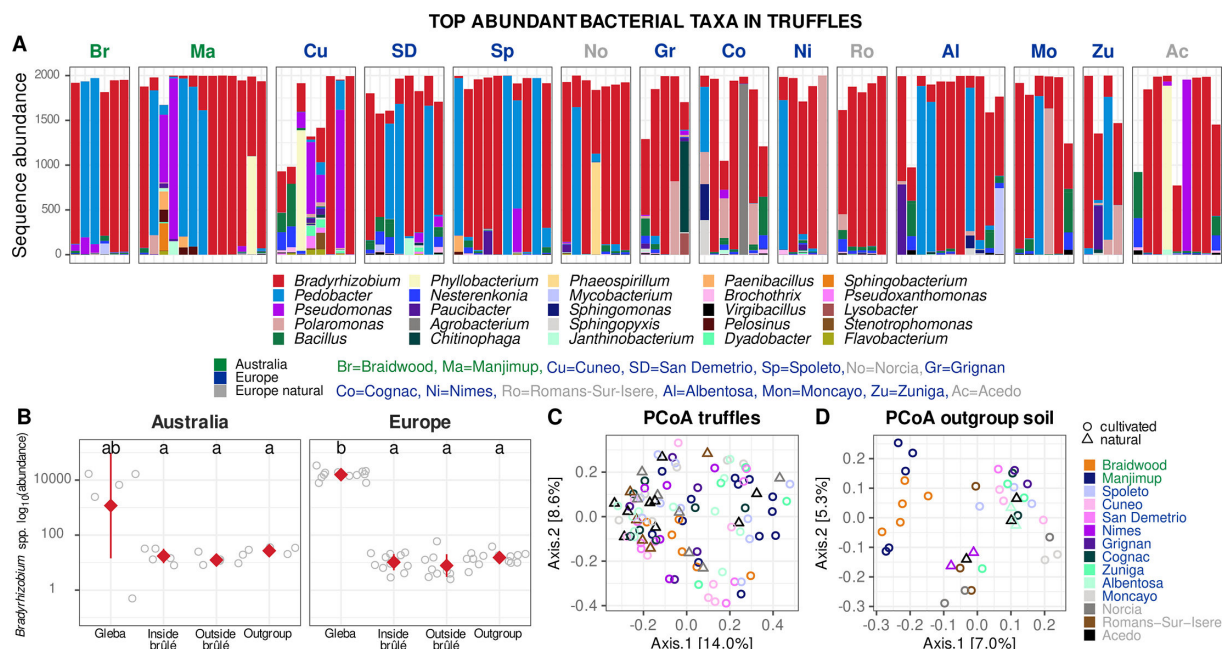 TOP ABUNDANT BACTERIAL TAXA IN TRUFFLES
A
Br Ma Cu SD Sp No Gr Co Ni Ro Al Mo Zu Ac
Sequence abundance
2000
1500
1000
500
0
Bradyrhizobium Phyllobacterium Phaeospirillum Paenibacillus Sphingobacterium
Pedobacter Nesterenkonia Mycobacterium Brochothrix Pseudoxanthomonas
Pseudomonas Paucibacter Sphingomonas Virgibacillus Lysobacter
Polaromonas Agrobacterium Sphingopyxis Pelosinus Stenotrophomonas
Bacillus Chitinophaga Janthinobacterium Dyadobacter Flavobacterium
Australia
Europe
Europe natural
Br=Braidwood, Ma=Manjimup, Cu=Cuneo, SD=San Demetrio, Sp=Spoleto, No=Norcia, Gr=Grignan
Co=Cognac, Ni=Nimes, Ro=Romans-Sur-Isere, Al=Albentosa, Mon=Moncayo, Zu=Zuniga, Ac=Acedo
B
Australia Europe
Bradyrhizobium spp. log10(abundance)
10000
100
1
ab a a a
b a a a
Gleba Inside brûlé Outside brûlé Outgroup
Gleba Inside brûlé Outside brûlé Outgroup
C
PCoA truffles
Axis.2 [8.6%]
0.2
0.0
-0.2
-0.4
-0.2 0.0 0.2 0.4
Axis.1 [14.0%]
D
PCoA outgroup soil
Axis.2 [5.3%]
0.2
0.1
0.0
-0.1
-0.2
-0.3
-0.3 -0.2 -0.1 0.0 0.1 0.2
Axis.1 [7.0%]
cultivated
natural
Braidwood
Manjimup
Spoleto
Cuneo
San Demetrio
Nimes
Grignan
Cognac
Zuniga
Albentosa
Moncayo
Norcia
Romans−Sur−Isere
Acedo